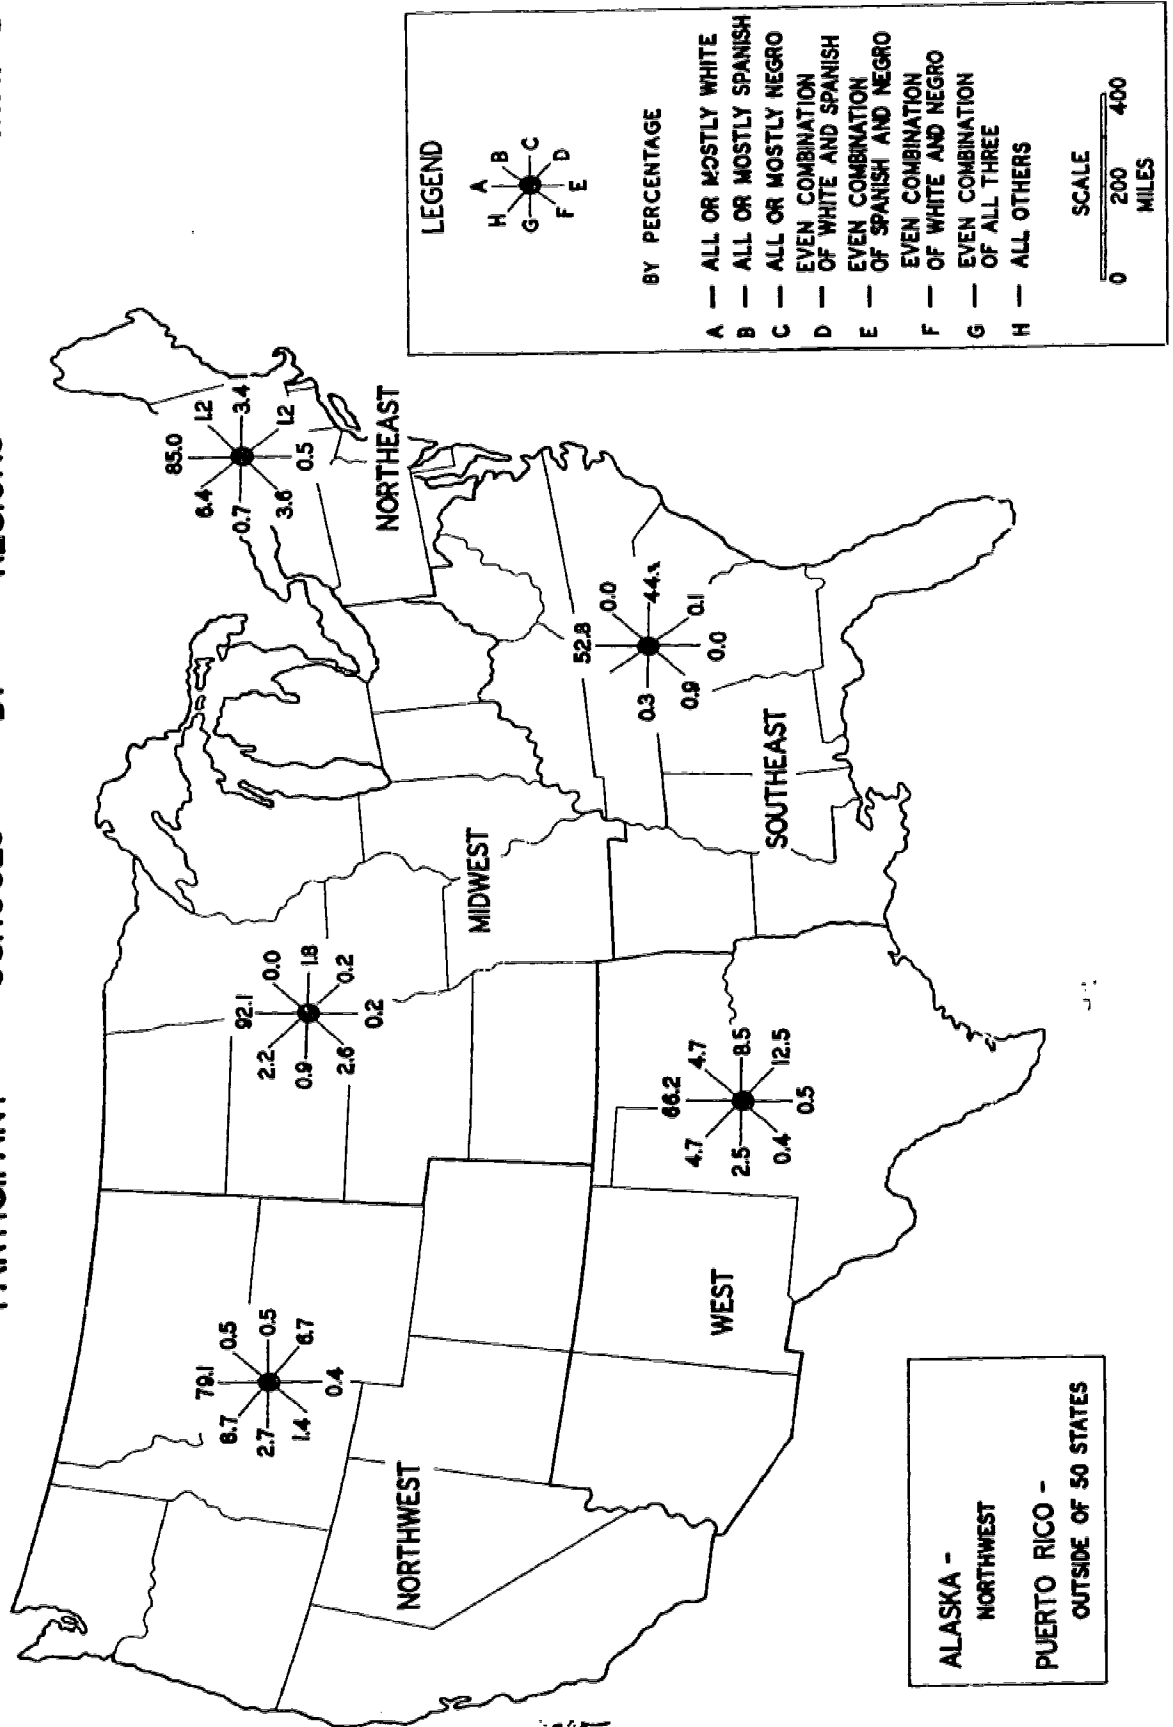 LEGEND
A
B
C
D
E
F
G
H
BY PERCENTAGE
A — ALL OR MOSTLY WHITE
B — ALL OR MOSTLY SPANISH
C — ALL OR MOSTLY NEGRO
D — EVEN COMBINATION
OF WHITE AND SPANISH
E — EVEN COMBINATION
OF SPANISH AND NEGRO
F — EVEN COMBINATION
OF WHITE AND NEGRO
G — EVEN COMBINATION
OF ALL THREE
H — ALL OTHERS
SCALE
0 200 400
MILES
NORTHEAST
85.0
1.2
3.4
1.2
0.5
3.6
0.7
6.4
SOUTHEAST
52.8
0.0
0.1
0.0
0.9
0.3
MIDWEST
92.1
0.0
1.8
0.2
0.2
2.6
0.9
2.2
WEST
66.2
4.7
8.5
12.5
0.5
0.4
2.5
4.7
NORTHWEST
79.1
0.5
0.5
6.7
0.4
1.4
2.7
8.7
ALASKA -
NORTHWEST
PUERTO RICO -
OUTSIDE OF 50 STATES